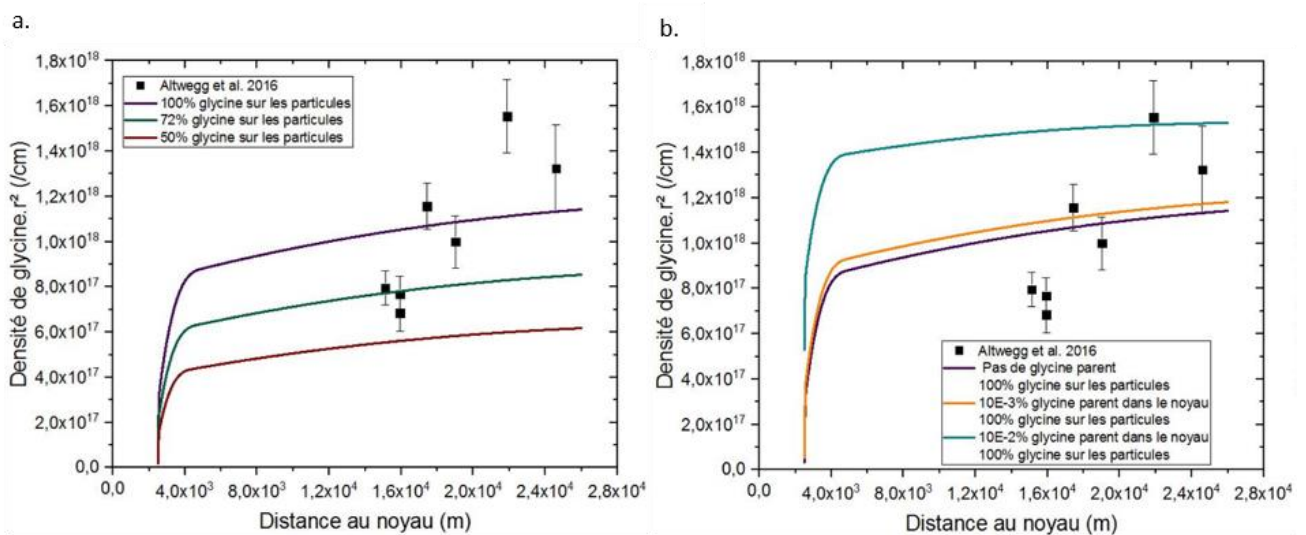 a.
1,8x10¹⁸
1,6x10¹⁸
1,4x10¹⁸
1,2x10¹⁸
1,0x10¹⁸
8,0x10¹⁷
6,0x10¹⁷
4,0x10¹⁷
2,0x10¹⁷
0,0
Densité de glycine.r² (/cm)
Altwegg et al. 2016
100% glycine sur les particules
72% glycine sur les particules
50% glycine sur les particules
0,0 4,0x10³ 8,0x10³ 1,2x10⁴ 1,6x10⁴ 2,0x10⁴ 2,4x10⁴ 2,8x10⁴
Distance au noyau (m)
b.
1,8x10¹⁸
1,6x10¹⁸
1,4x10¹⁸
1,2x10¹⁸
1,0x10¹⁸
8,0x10¹⁷
6,0x10¹⁷
4,0x10¹⁷
2,0x10¹⁷
0,0
Densité de glycine.r² (/cm)
Altwegg et al. 2016
Pas de glycine parent
100% glycine sur les particules
10E-3% glycine parent dans le noyau
100% glycine sur les particules
10E-2% glycine parent dans le noyau
100% glycine sur les particules
0,0 4,0x10³ 8,0x10³ 1,2x10⁴ 1,6x10⁴ 2,0x10⁴ 2,4x10⁴ 2,8x10⁴
Distance au noyau (m)